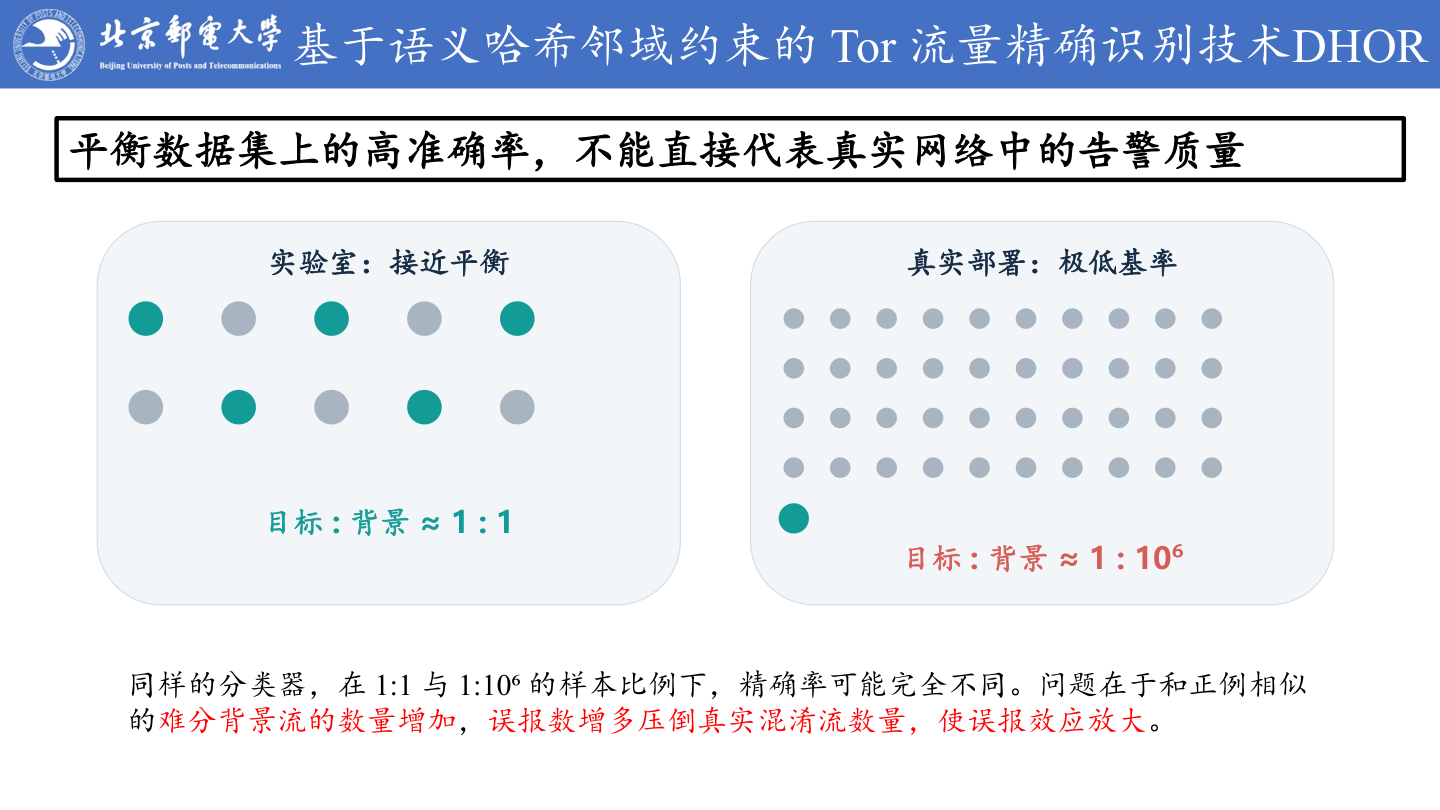 北京邮电大学
Beijing University of Posts and Telecommunications
基于语义哈希邻域约束的 Tor 流量精确识别技术DHOR
平衡数据集上的高准确率，不能直接代表真实网络中的告警质量
实验室：接近平衡
目标 : 背景 ≈ 1 : 1
真实部署：极低基率
目标 : 背景 ≈ 1 : 10⁶
同样的分类器，在 1:1 与 1:10⁶ 的样本比例下，精确率可能完全不同。问题在于和正例相似
的难分背景流的数量增加，误报数增多压倒真实混淆流数量，使误报效应放大。